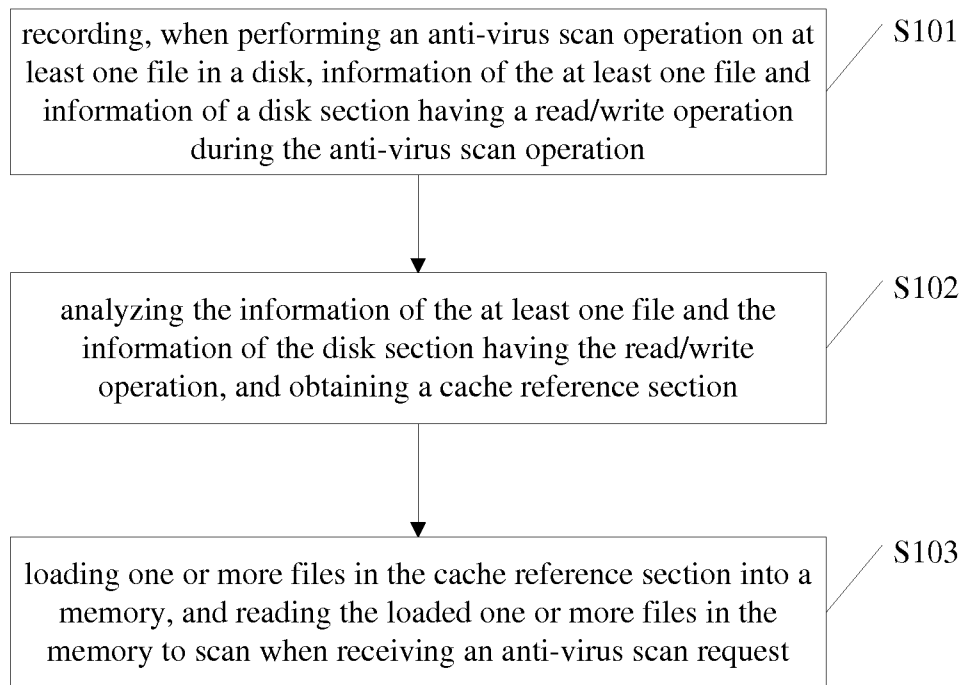 recording, when performing an anti-virus scan operation on at
least one file in a disk, information of the at least one file and
information of a disk section having a read/write operation
during the anti-virus scan operation
S101
analyzing the information of the at least one file and the
information of the disk section having the read/write
operation, and obtaining a cache reference section
S102
loading one or more files in the cache reference section into a
memory, and reading the loaded one or more files in the
memory to scan when receiving an anti-virus scan request
S103